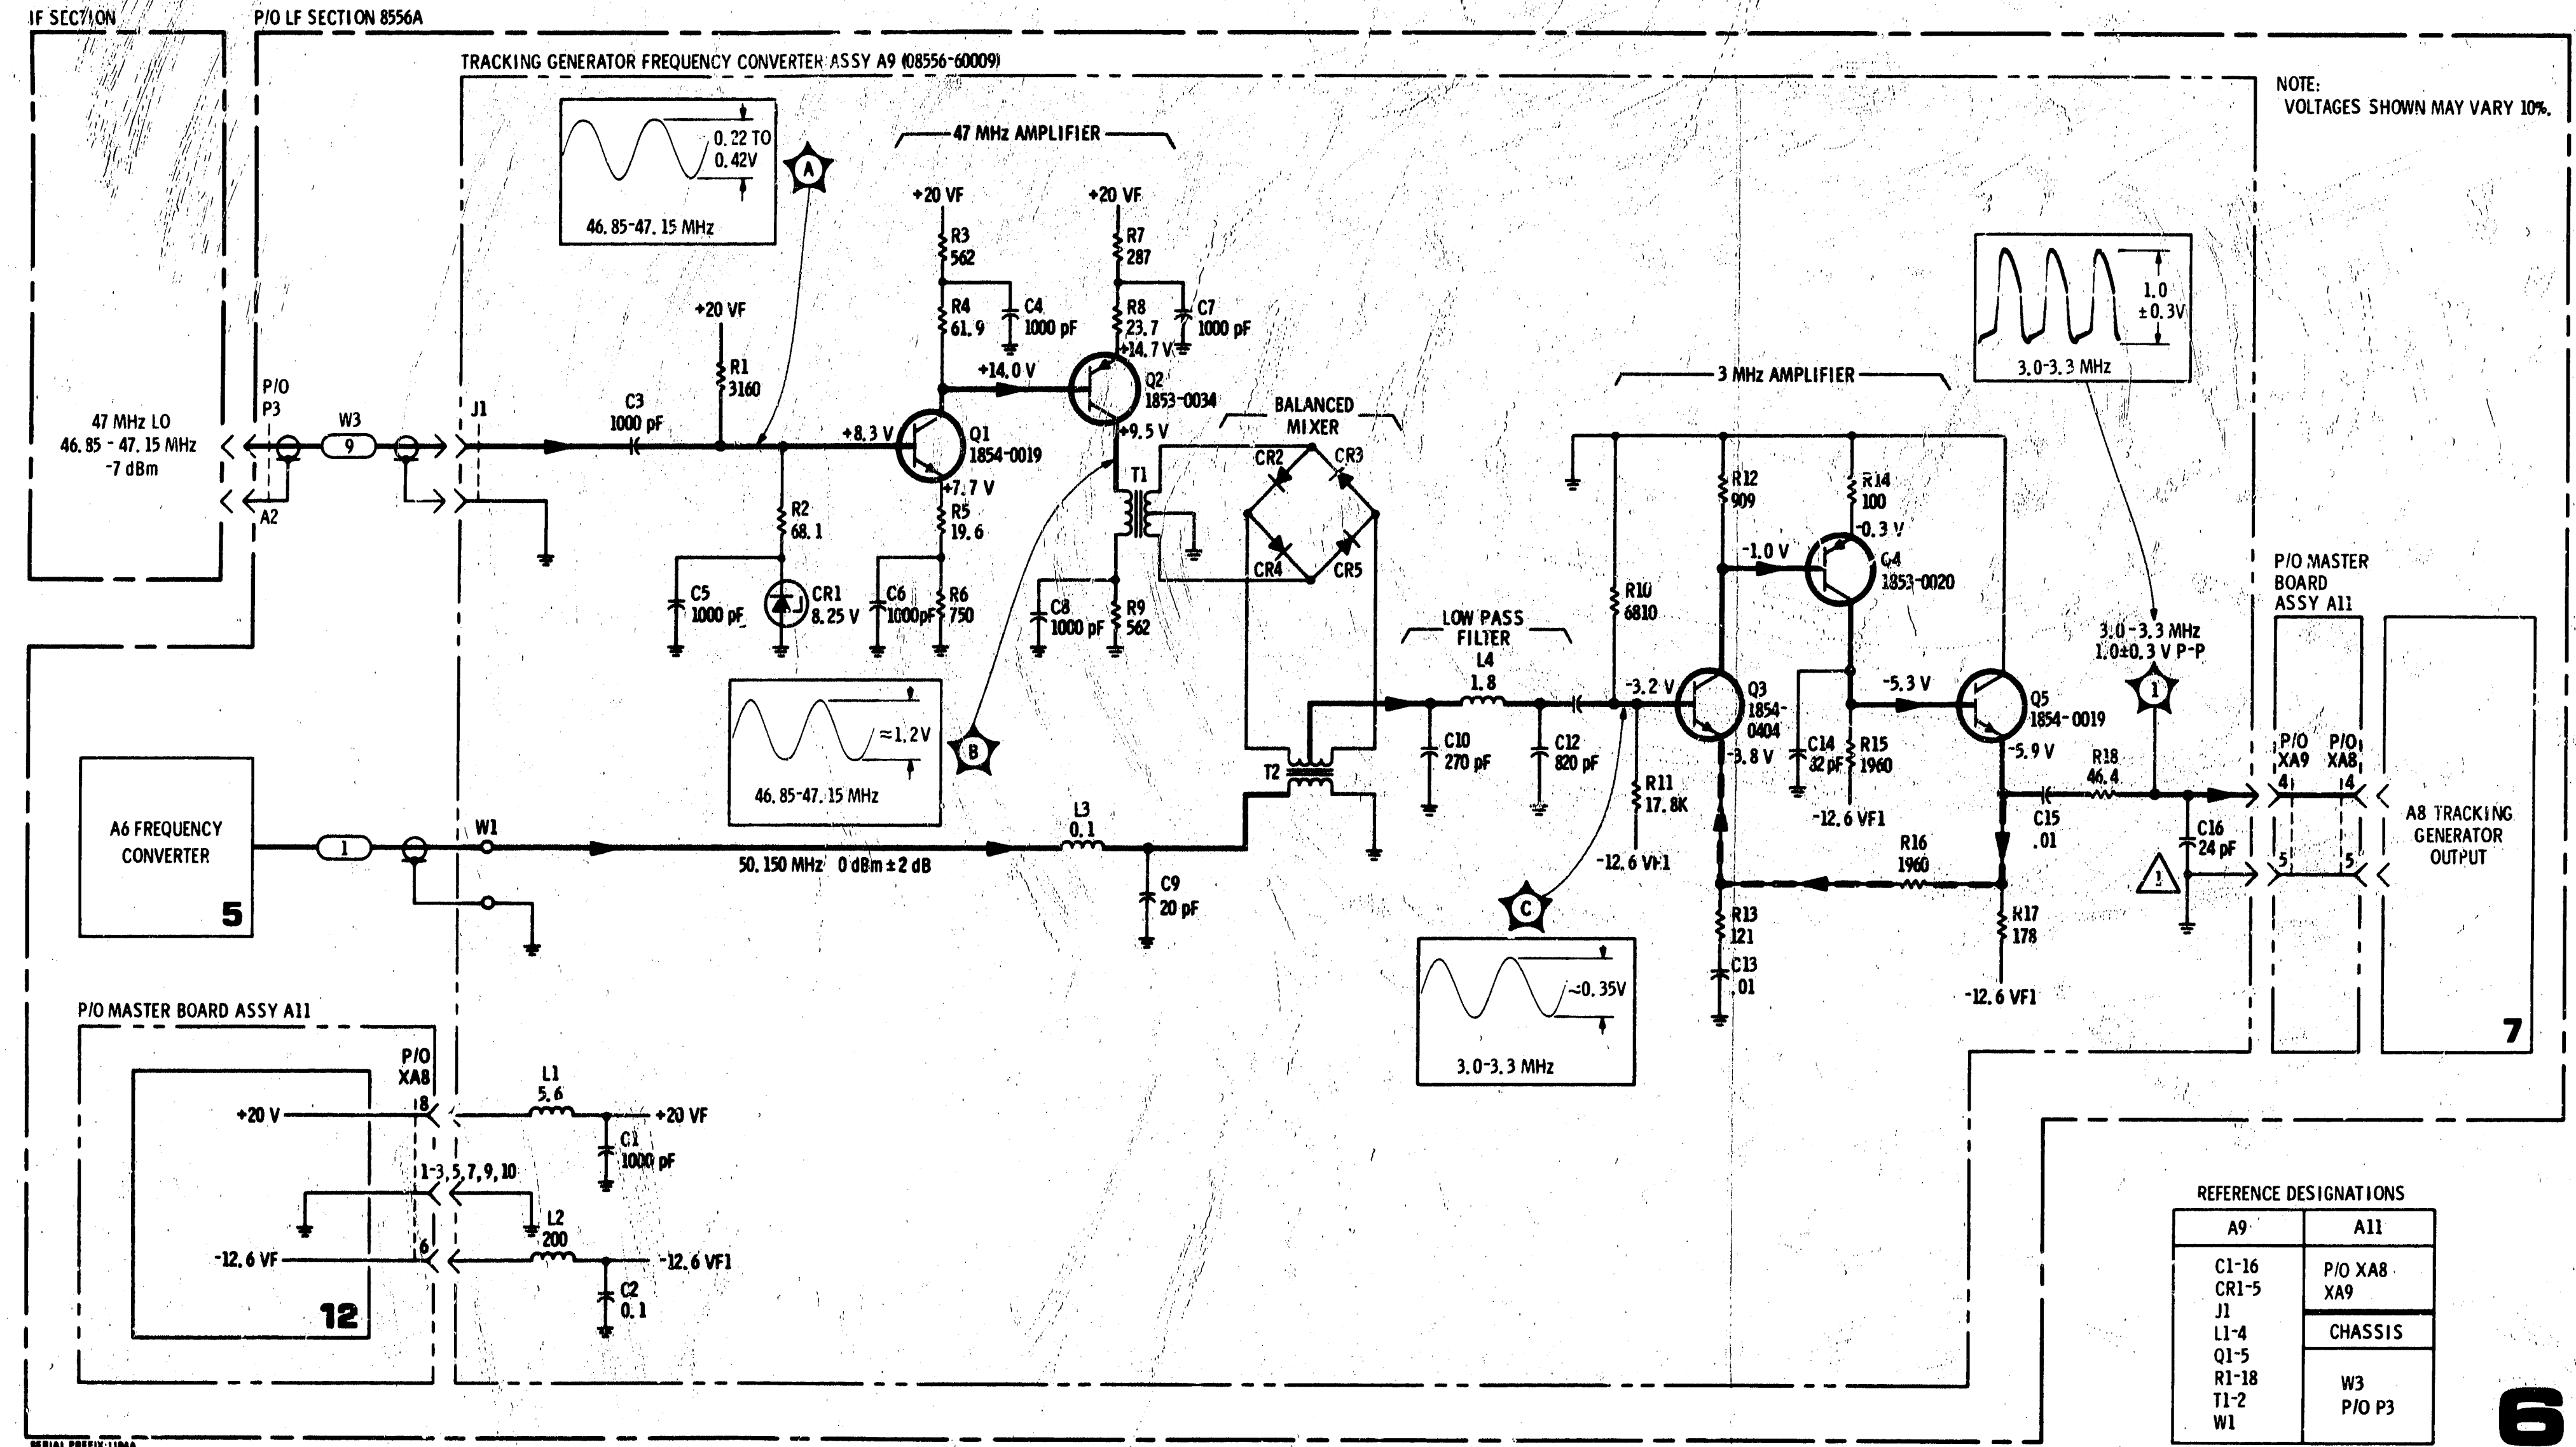 IF SECTION
P/O LF SECTION 8556A
TRACKING GENERATOR FREQUENCY CONVERTER ASSY A9 (08556-60009)
NOTE:
VOLTAGES SHOWN MAY VARY 10%.
0.22 TO
0.42V
46.85-47.15 MHz
A
47 MHz AMPLIFIER
+20 VF
R3
562
R4
61.9
C4
1000 pF
+20 VF
R7
287
R8
23.7
C7
1000 pF
+14.7 V
+14.0 V
Q2
1853-0034
+9.5 V
+20 VF
R1
3160
C3
1000 pF
+8.3 V
Q1
1854-0019
+7.7 V
R5
19.6
R2
68.1
C5
1000 pF
CR1
8.25 V
C6
1000pF
R6
750
47 MHz LO
46.85 - 47.15 MHz
-7 dBm
P/O
P3
A2
W3
9
J1
T1
C8
1000 pF
R9
562
BALANCED
MIXER
CR2
CR3
CR4
CR5
≈1.2V
46.85-47.15 MHz
B
T2
LOW PASS
FILTER
L4
1.8
C10
270 pF
C12
820 pF
3 MHz AMPLIFIER
R10
6810
R12
909
R14
100
-0.3 V
-1.0 V
Q4
1853-0020
-3.2 V
Q3
1854-
0404
-3.8 V
R11
17.8K
-12.6 VF1
C14
82 pF
R15
1960
-12.6 VF1
-5.3 V
Q5
1854-0019
-5.9 V
1.0
±0.3V
3.0-3.3 MHz
3.0-3.3 MHz
1.0±0.3 V P-P
1
R18
46.4
C15
.01
C16
24 pF
1
R16
1960
R17
178
-12.6 VF1
R13
121
C13
.01
C
≈0.35V
3.0-3.3 MHz
P/O MASTER
BOARD
ASSY A11
P/O
XA9
P/O
XA8
4
4
5
5
A8 TRACKING
GENERATOR
OUTPUT
7
A6 FREQUENCY
CONVERTER
5
1
W1
50.150 MHz 0 dBm ± 2 dB
L3
0.1
C9
20 pF
P/O MASTER BOARD ASSY A11
P/O
XA8
+20 V
8
L1
5.6
+20 VF
C1
1000 pF
1-3,5,7,9,10
-12.6 VF
6
L2
200
-12.6 VF1
C2
0.1
12
REFERENCE DESIGNATIONS
A9
A11
C1-16
CR1-5
J1
L1-4
Q1-5
R1-18
T1-2
W1
P/O XA8
XA9
CHASSIS
W3
P/O P3
6